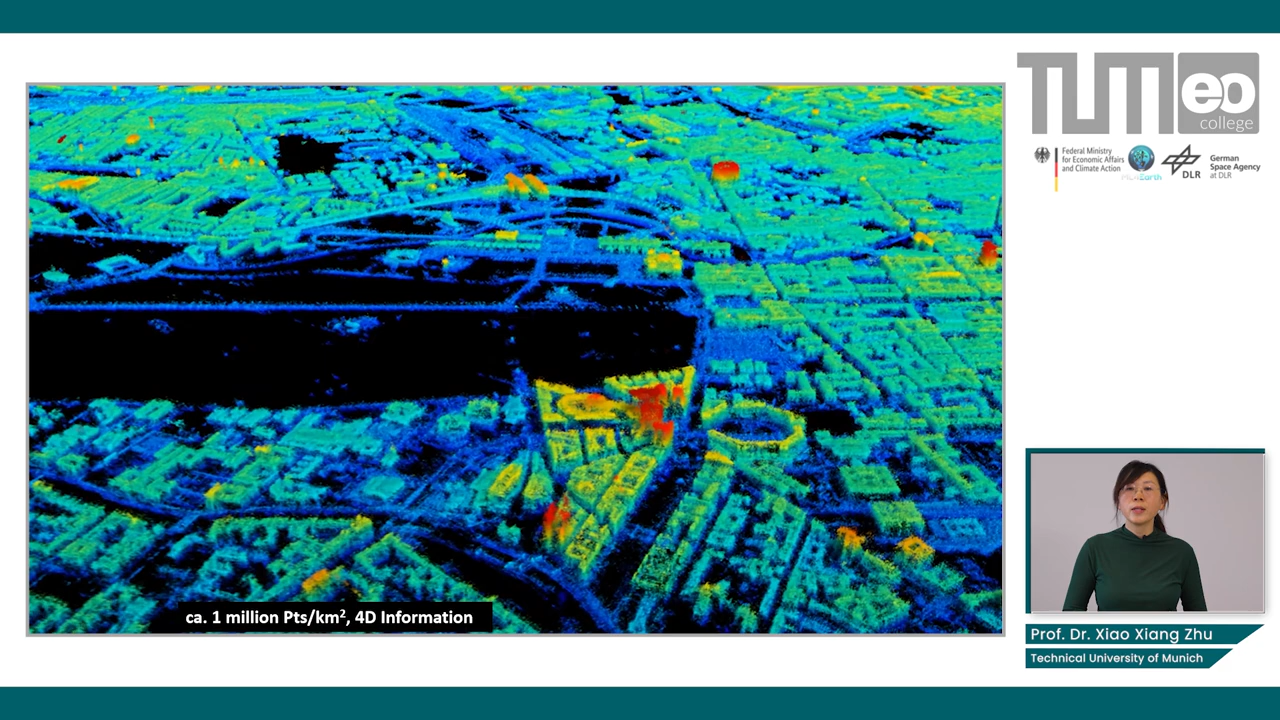 TUM eo
college
Federal Ministry
for Economic Affairs
and Climate Action
DLR
German
Space Agency
at DLR
ca. 1 million Pts/km², 4D Information
Prof. Dr. Xiao Xiang Zhu
Technical University of Munich